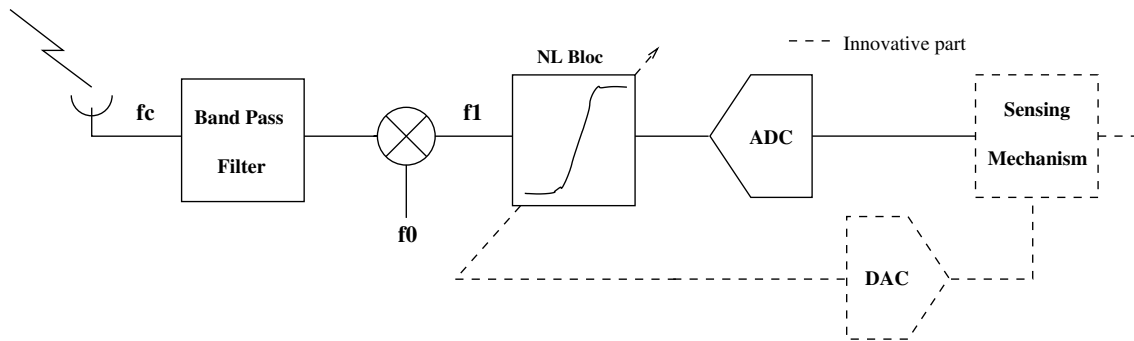 Innovative part
NL Bloc
fc
Band Pass
Filter
f1
f0
ADC
Sensing
Mechanism
DAC